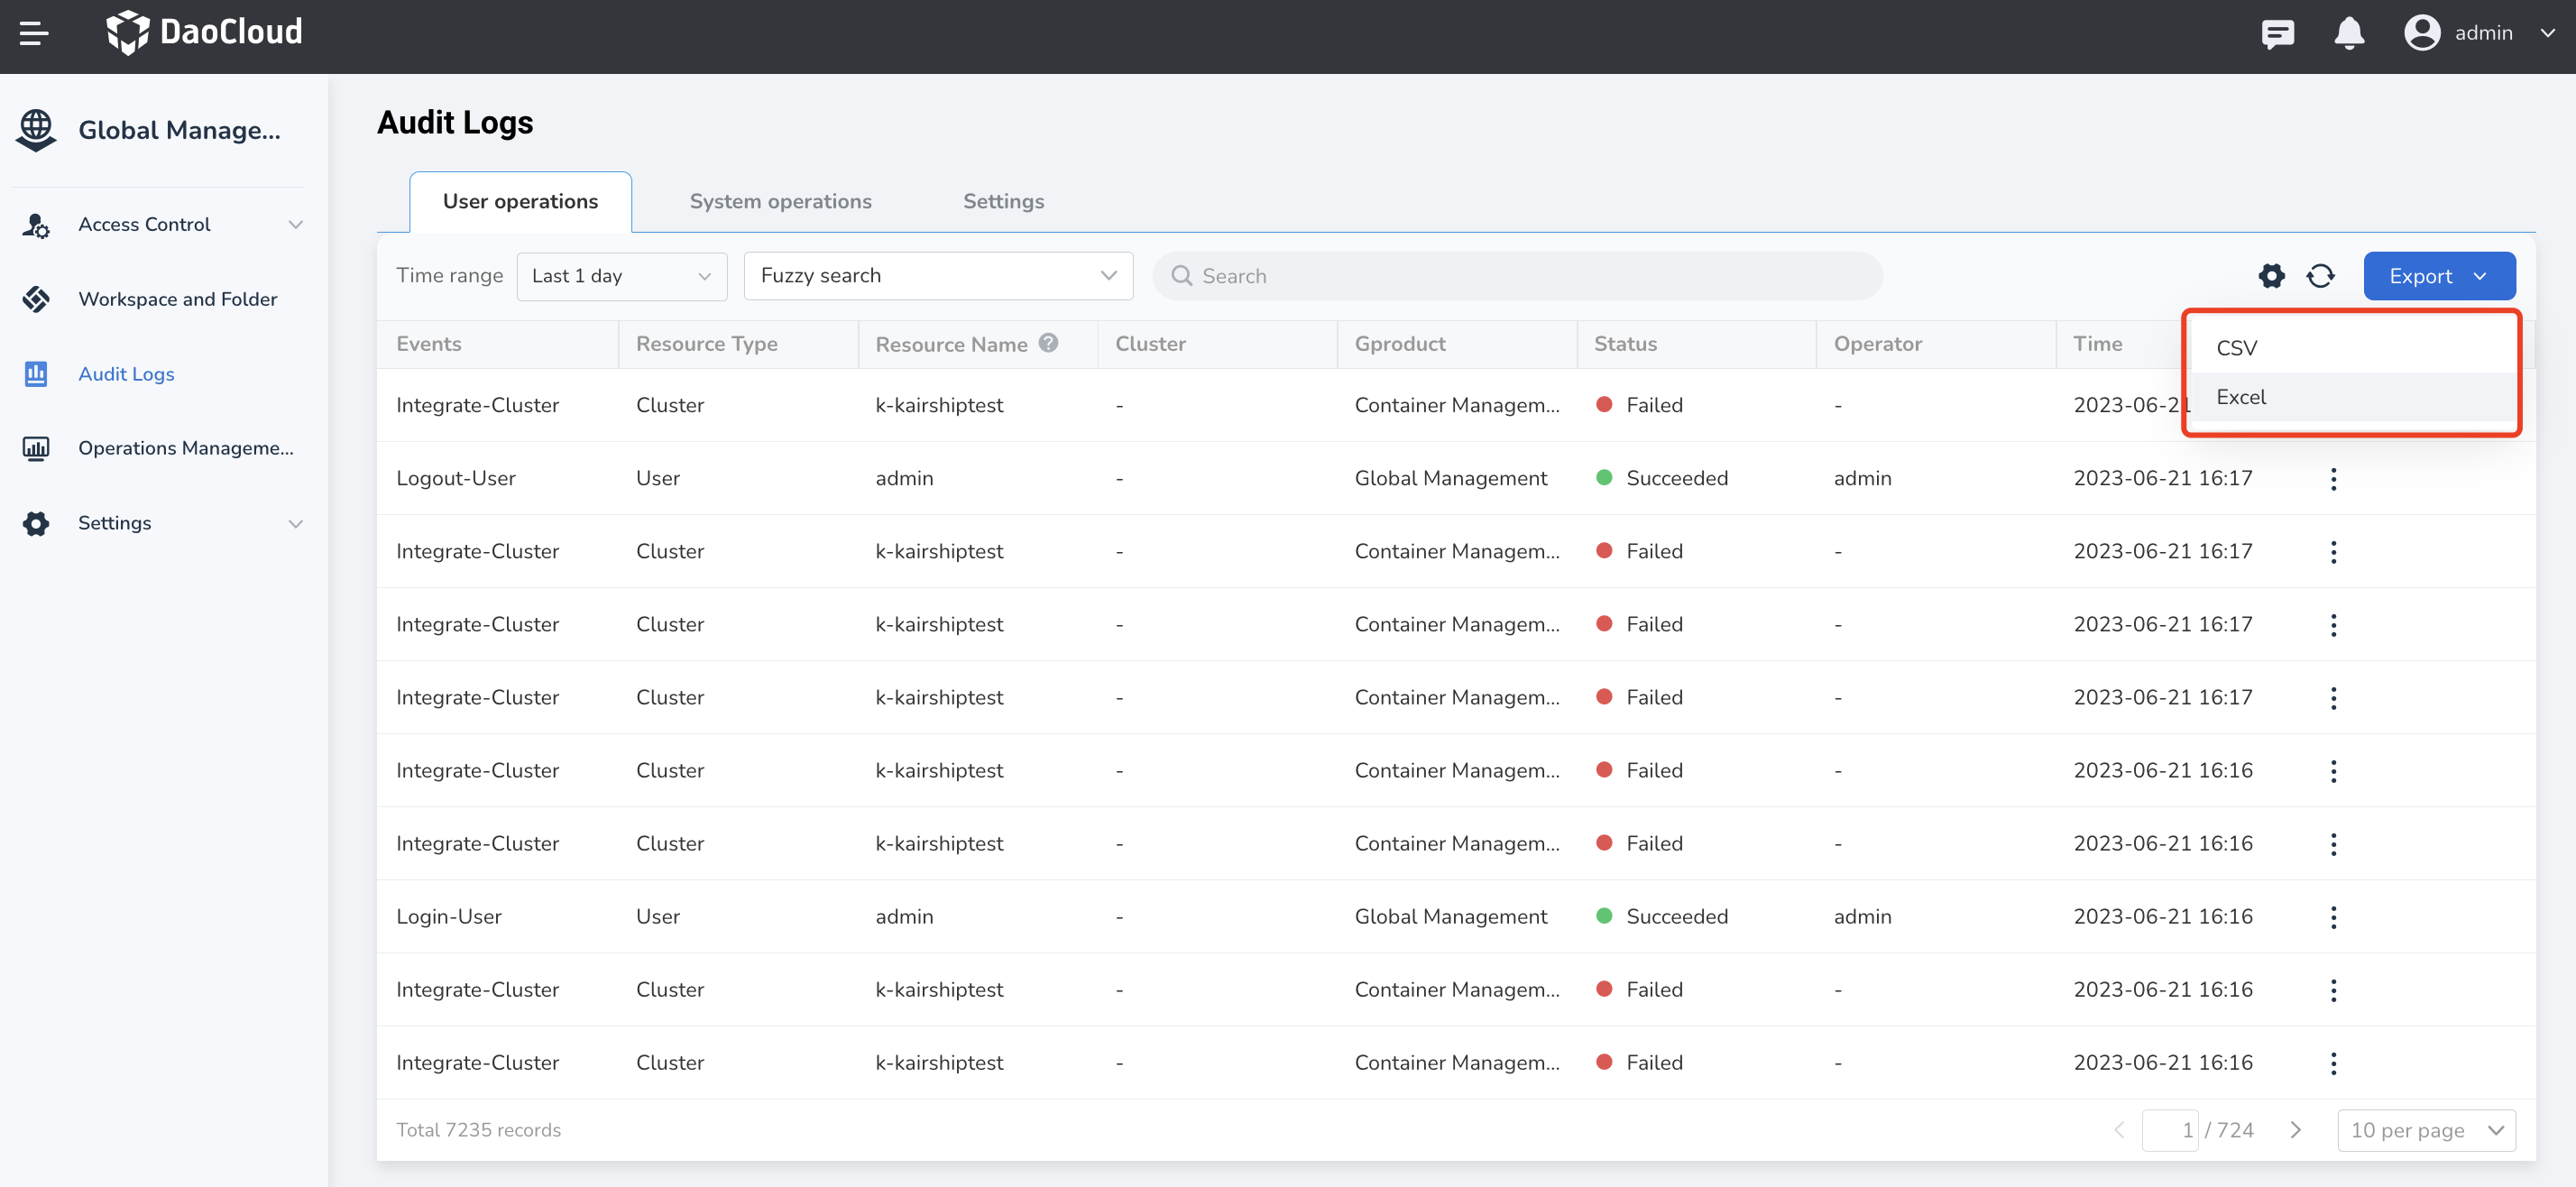 DaoCloud
admin
Global Manage...
Access Control
Workspace and Folder
Audit Logs
Operations Manageme...
Settings
Audit Logs
User operations System operations Settings
Time range Last 1 day Fuzzy search Search Export
CSV
Excel
Events Resource Type Resource Name ? Cluster Gproduct Status Operator Time
Integrate-Cluster Cluster k-kairshiptest - Container Managem... Failed - 2023-06-21
Logout-User User admin - Global Management Succeeded admin 2023-06-21 16:17
Integrate-Cluster Cluster k-kairshiptest - Container Managem... Failed - 2023-06-21 16:17
Integrate-Cluster Cluster k-kairshiptest - Container Managem... Failed - 2023-06-21 16:17
Integrate-Cluster Cluster k-kairshiptest - Container Managem... Failed - 2023-06-21 16:17
Integrate-Cluster Cluster k-kairshiptest - Container Managem... Failed - 2023-06-21 16:16
Integrate-Cluster Cluster k-kairshiptest - Container Managem... Failed - 2023-06-21 16:16
Login-User User admin - Global Management Succeeded admin 2023-06-21 16:16
Integrate-Cluster Cluster k-kairshiptest - Container Managem... Failed - 2023-06-21 16:16
Integrate-Cluster Cluster k-kairshiptest - Container Managem... Failed - 2023-06-21 16:16
Total 7235 records 1 / 724 10 per page